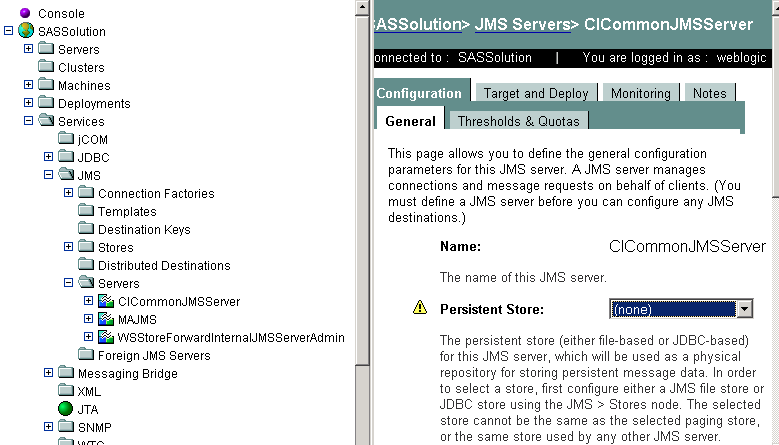 Console
SASSolution
Servers
Clusters
Machines
Deployments
Services
jCOM
JDBC
JMS
Connection Factories
Templates
Destination Keys
Stores
Distributed Destinations
Servers
CICommonJMSServer
MAJMS
WSStoreForwardInternalJMSServerAdmin
Foreign JMS Servers
Messaging Bridge
XML
JTA
SNMP
WTC
SASSolution> JMS Servers> CICommonJMSServer
onnected to : SASSolution | You are logged in as : weblogic
Configuration Target and Deploy Monitoring Notes
General Thresholds & Quotas
This page allows you to define the general configuration
parameters for this JMS server. A JMS server manages
connections and message requests on behalf of clients. (You
must define a JMS server before you can configure any JMS
destinations.)
Name: CICommonJMSServer
The name of this JMS server.
Persistent Store: (none)
The persistent store (either file-based or JDBC-based)
for this JMS server, which will be used as a physical
repository for storing persistent message data. In order
to select a store, first configure either a JMS file store or
JDBC store using the JMS > Stores node. The selected
store cannot be the same as the selected paging store,
or the same store used by any other JMS server.